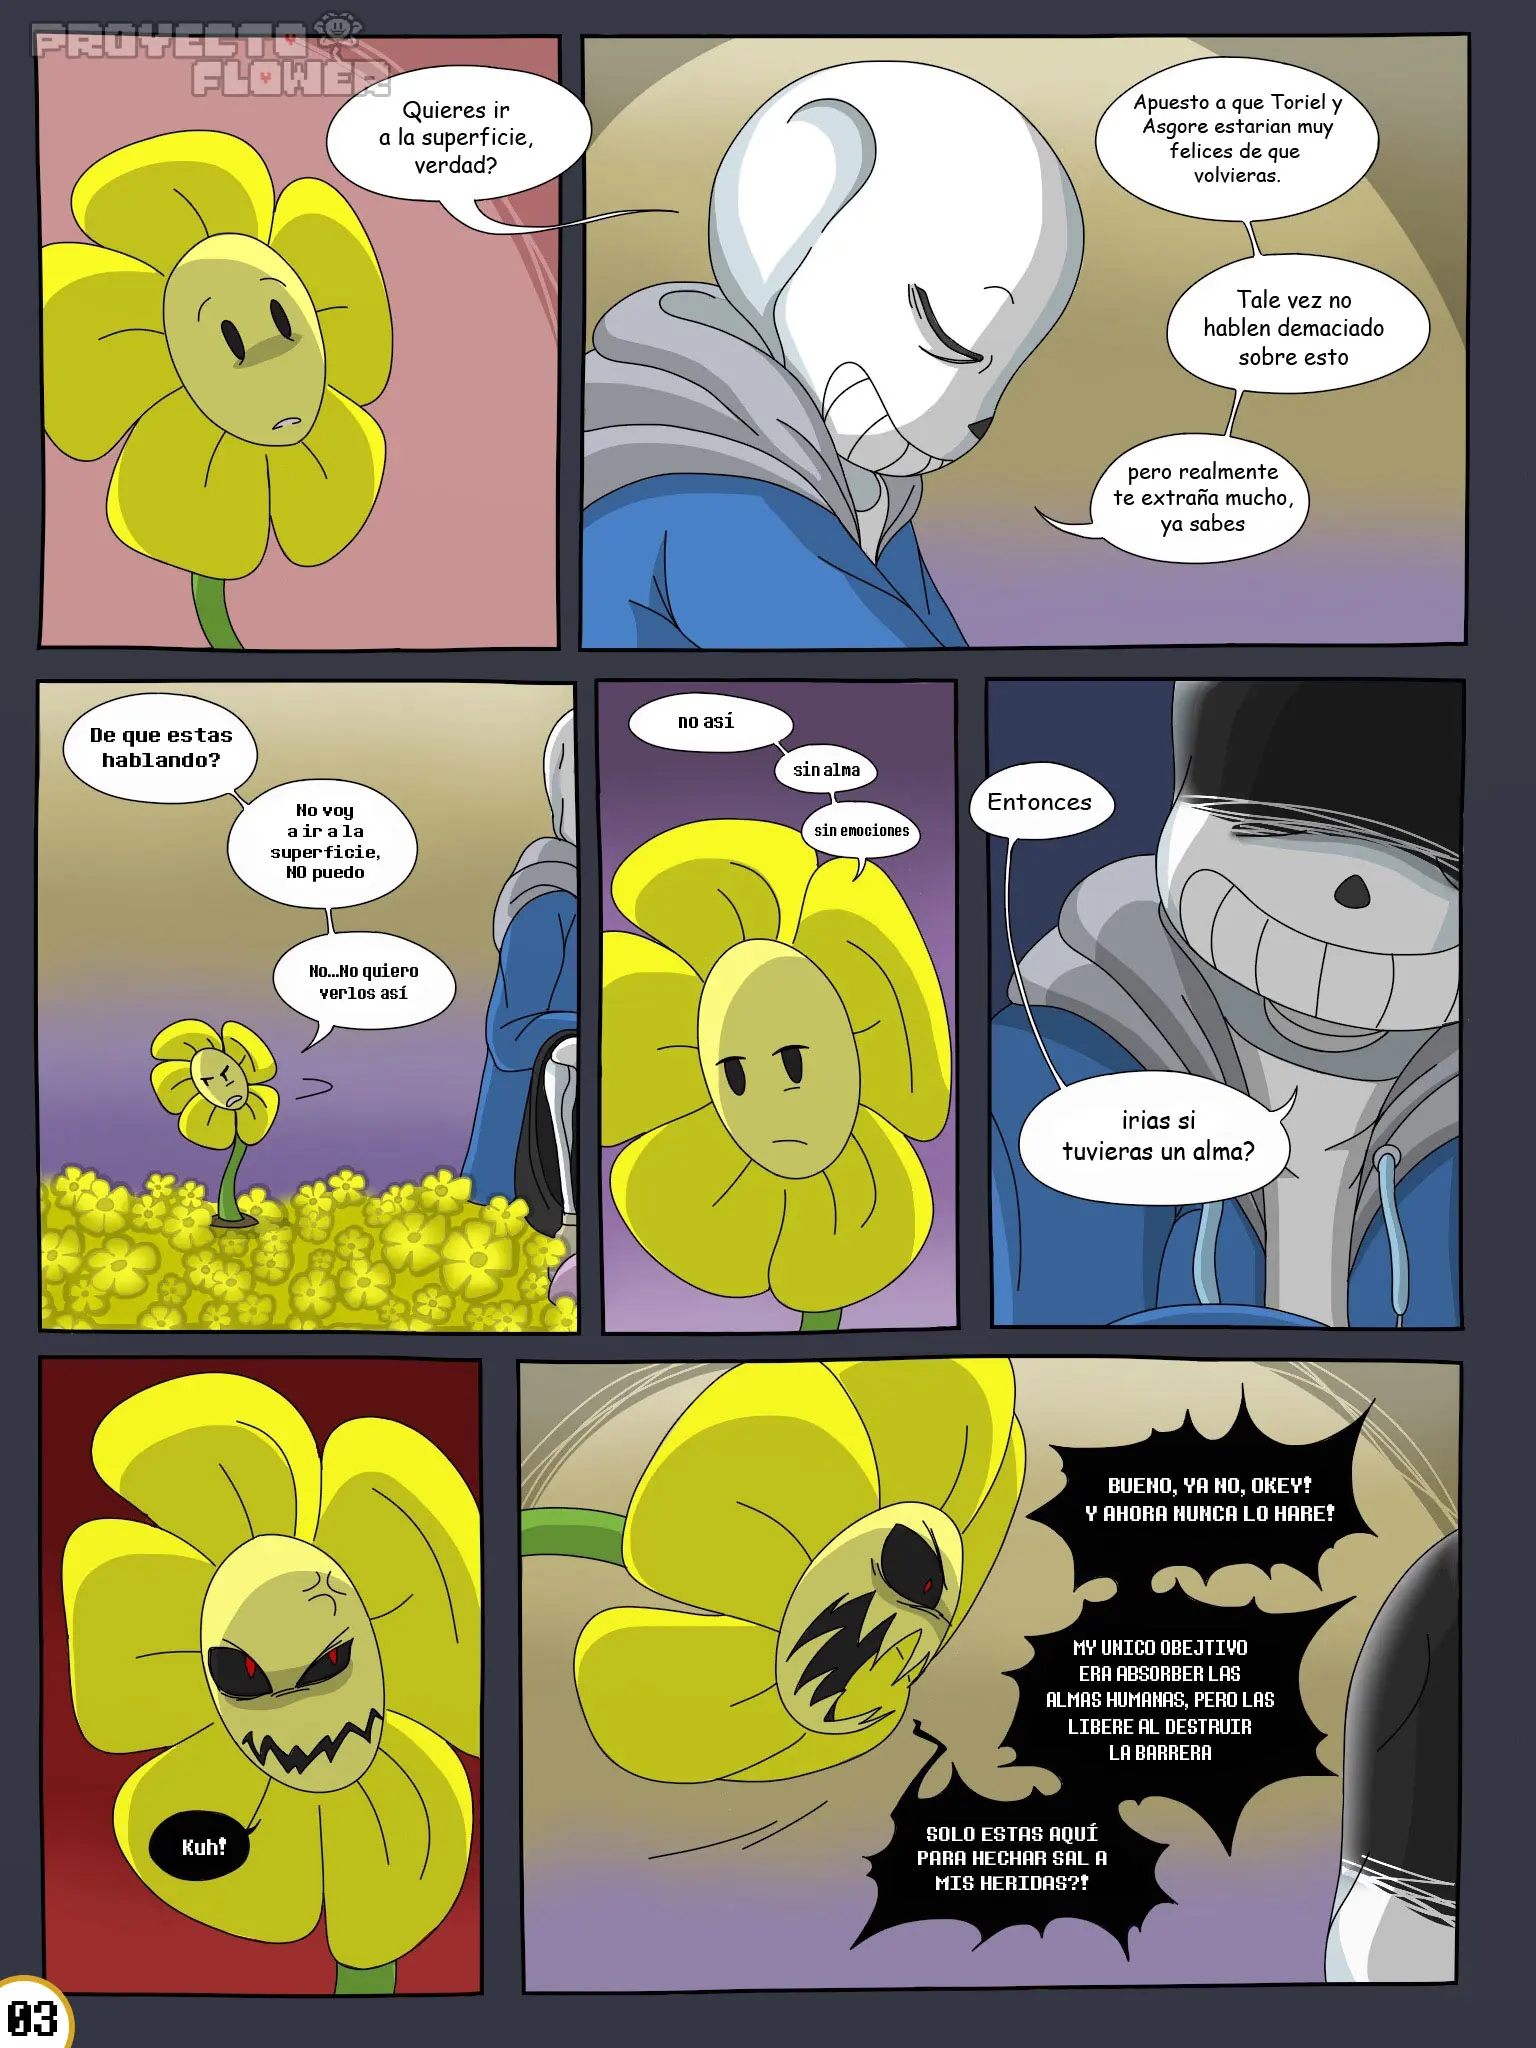 PROYECTO
FLOWER
Quieres ir
a la superficie,
verdad?
Apuesto a que Toriel y
Asgore estarian muy
felices de que
volvieras.
Tale vez no
hablen demaciado
sobre esto
pero realmente
te extraña mucho,
ya sabes
De que estas
hablando?
No voy
a ir a la
superficie,
NO puedo
No...No quiero
verlos así
no así
sin alma
sin emociones
Entonces
irias si
tuvieras un alma?
Kuh!
BUENO, YA NO, OKEY!
Y AHORA NUNCA LO HARE!
MY UNICO OBEJTIVO
ERA ABSORBER LAS
ALMAS HUMANAS, PERO LAS
LIBERE AL DESTRUIR
LA BARRERA
SOLO ESTAS AQUÍ
PARA HECHAR SAL A
MIS HERIDAS?!
03